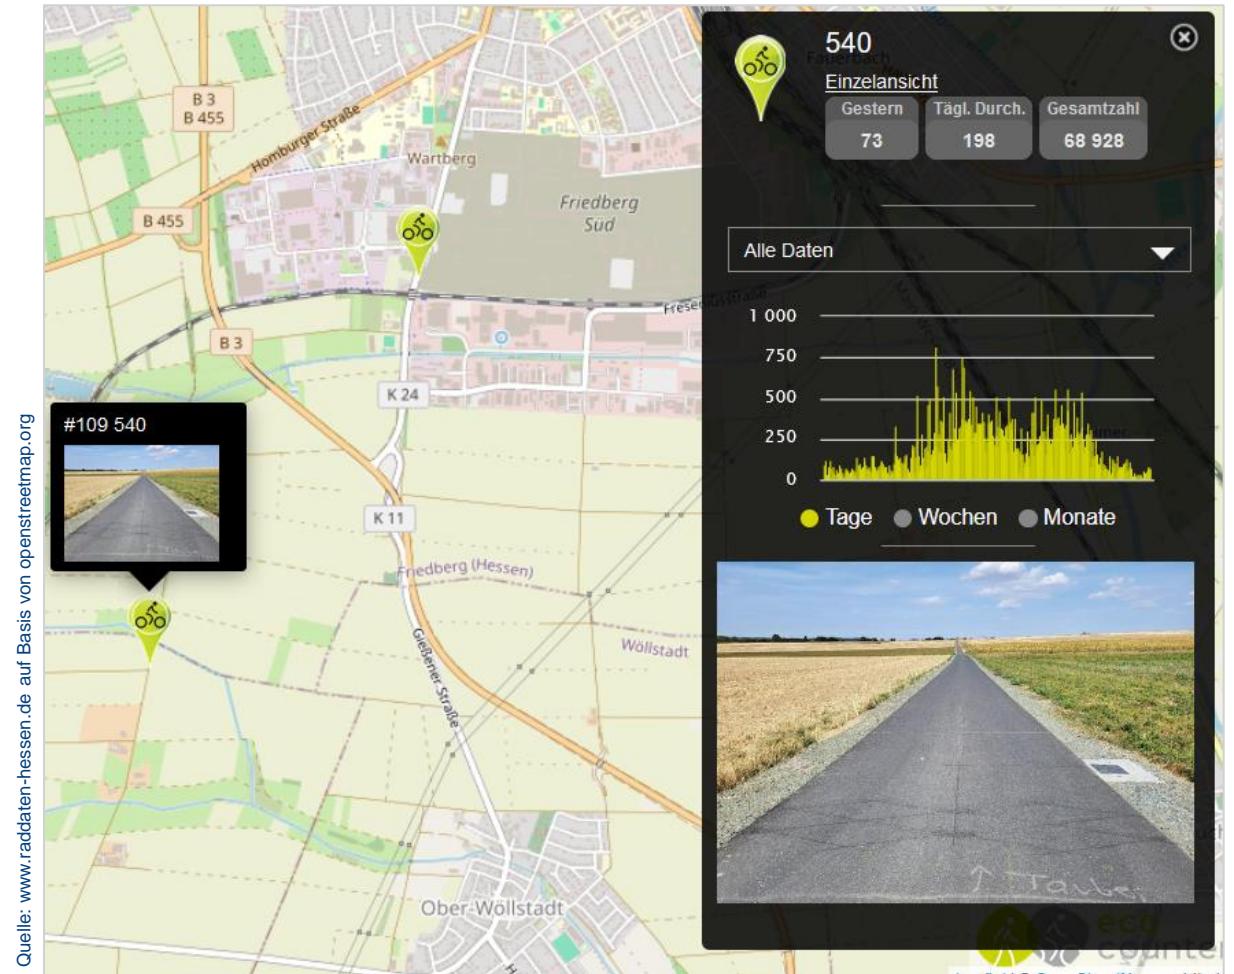 Quelle: www.raddaten-hessen.de auf Basis von openstreetmap.org
B 3
B 455
Homburger Straße
Wartberg
B 455
Friedberg
Süd
B 3
K 24
#109 540
K 11
Friedberg (Hessen)
Wöllstadt
Gießener Straße
Ober-Wöllstadt
540
Einzelansicht
Gestern
73
Tägl. Durch.
198
Gesamtzahl
68 928
Alle Daten
1 000
750
500
250
0
Tage
Wochen
Monate
eco
counter